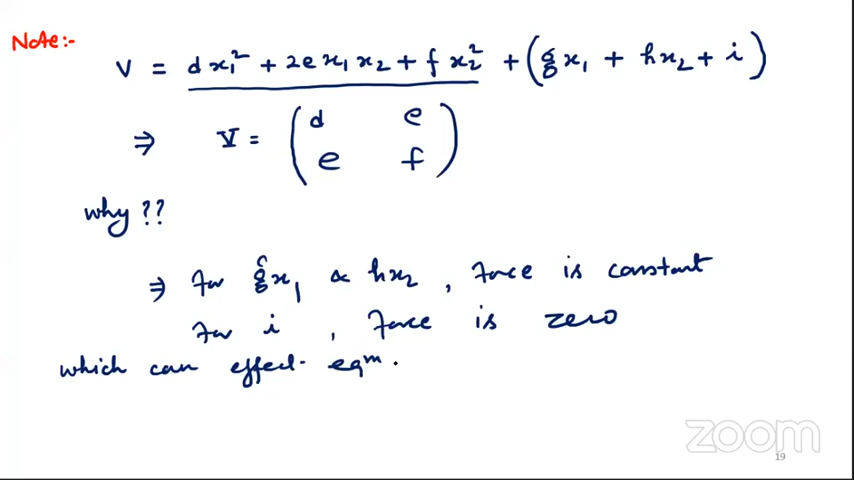 Note:-
V = dx₁² + 2ex₁x₂ + fx₂² + (gx₁ + hx₂ + i)
⇒ V = ( d e
e f )
why ??
⇒ for gx₁ & hx₂ , force is constant
for i , force is zero
which can effect eqᵐ .
zoom
19